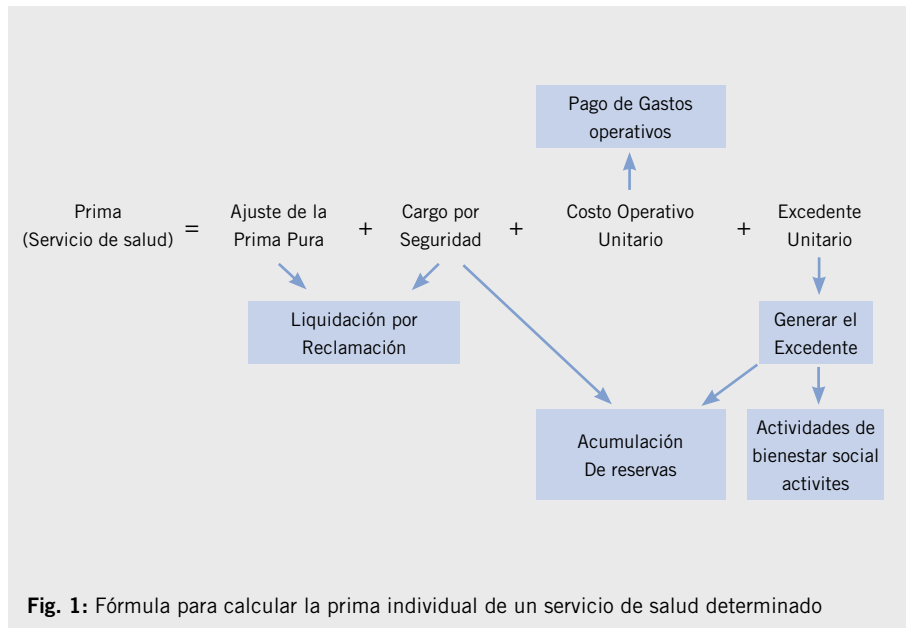 Pago de Gastos
operativos
Prima
(Servicio de salud)
=
Ajuste de la
Prima Pura
+
Cargo por
Seguridad
+
Costo Operativo
Unitario
+
Excedente
Unitario
Liquidación por
Reclamación
Generar el
Excedente
Acumulación
De reservas
Actividades de
bienestar social
activites
Fig. 1: Fórmula para calcular la prima individual de un servicio de salud determinado